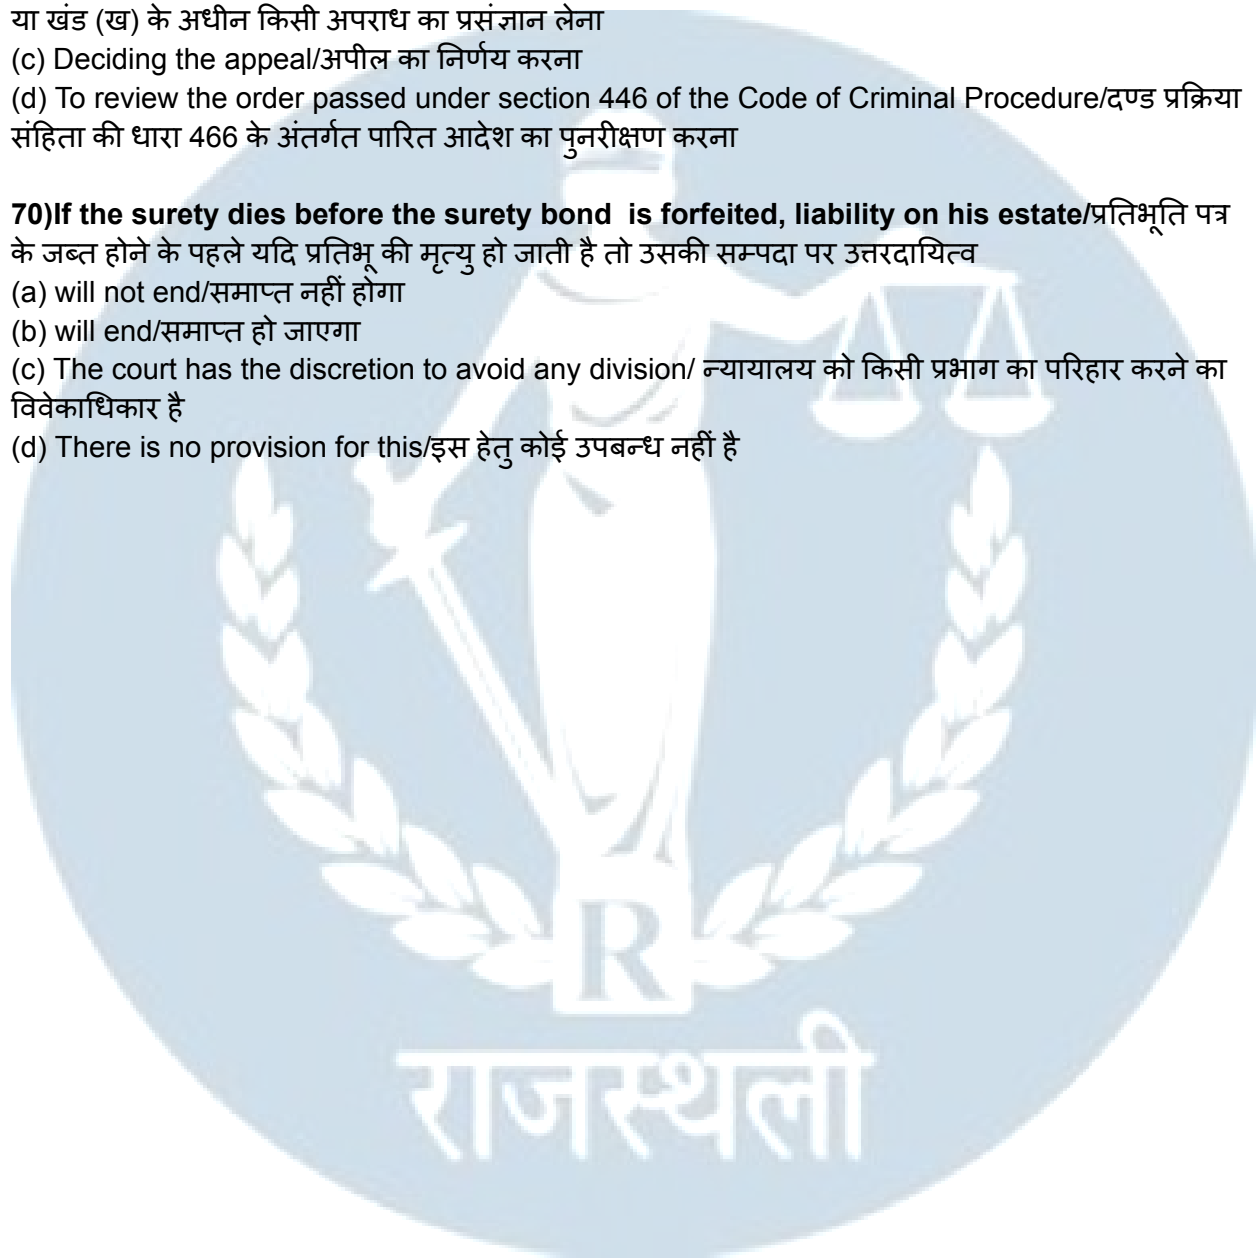 या खंड (ख) के अधीन किसी अपराध का प्रसंज्ञान लेना
(c) Deciding the appeal/अपील का निर्णय करना
(d) To review the order passed under section 446 of the Code of Criminal Procedure/दण्ड प्रक्रिया
संहिता की धारा 466 के अंतर्गत पारित आदेश का पुनरीक्षण करना
70)If the surety dies before the surety bond is forfeited, liability on his estate/प्रतिभूति पत्र
के जब्त होने के पहले यदि प्रतिभू की मृत्यु हो जाती है तो उसकी सम्पदा पर उत्तरदायित्व
(a) will not end/समाप्त नहीं होगा
(b) will end/समाप्त हो जाएगा
(c) The court has the discretion to avoid any division/ न्यायालय को किसी प्रभाग का परिहार करने का
विवेकाधिकार है
(d) There is no provision for this/इस हेतु कोई उपबन्ध नहीं है
R
राजस्थली